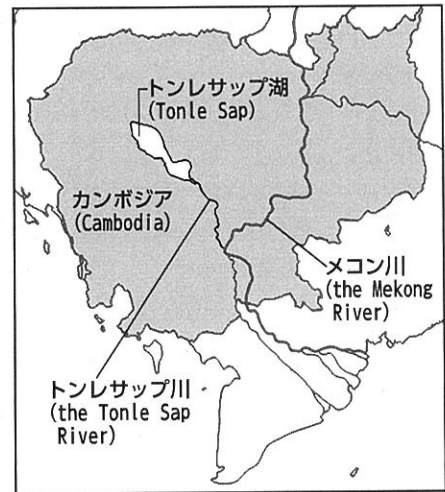 トンレサップ湖
(Tonle Sap)
カンボジア
(Cambodia)
メコン川
(the Mekong
River)
トンレサップ川
(the Tonle Sap
River)